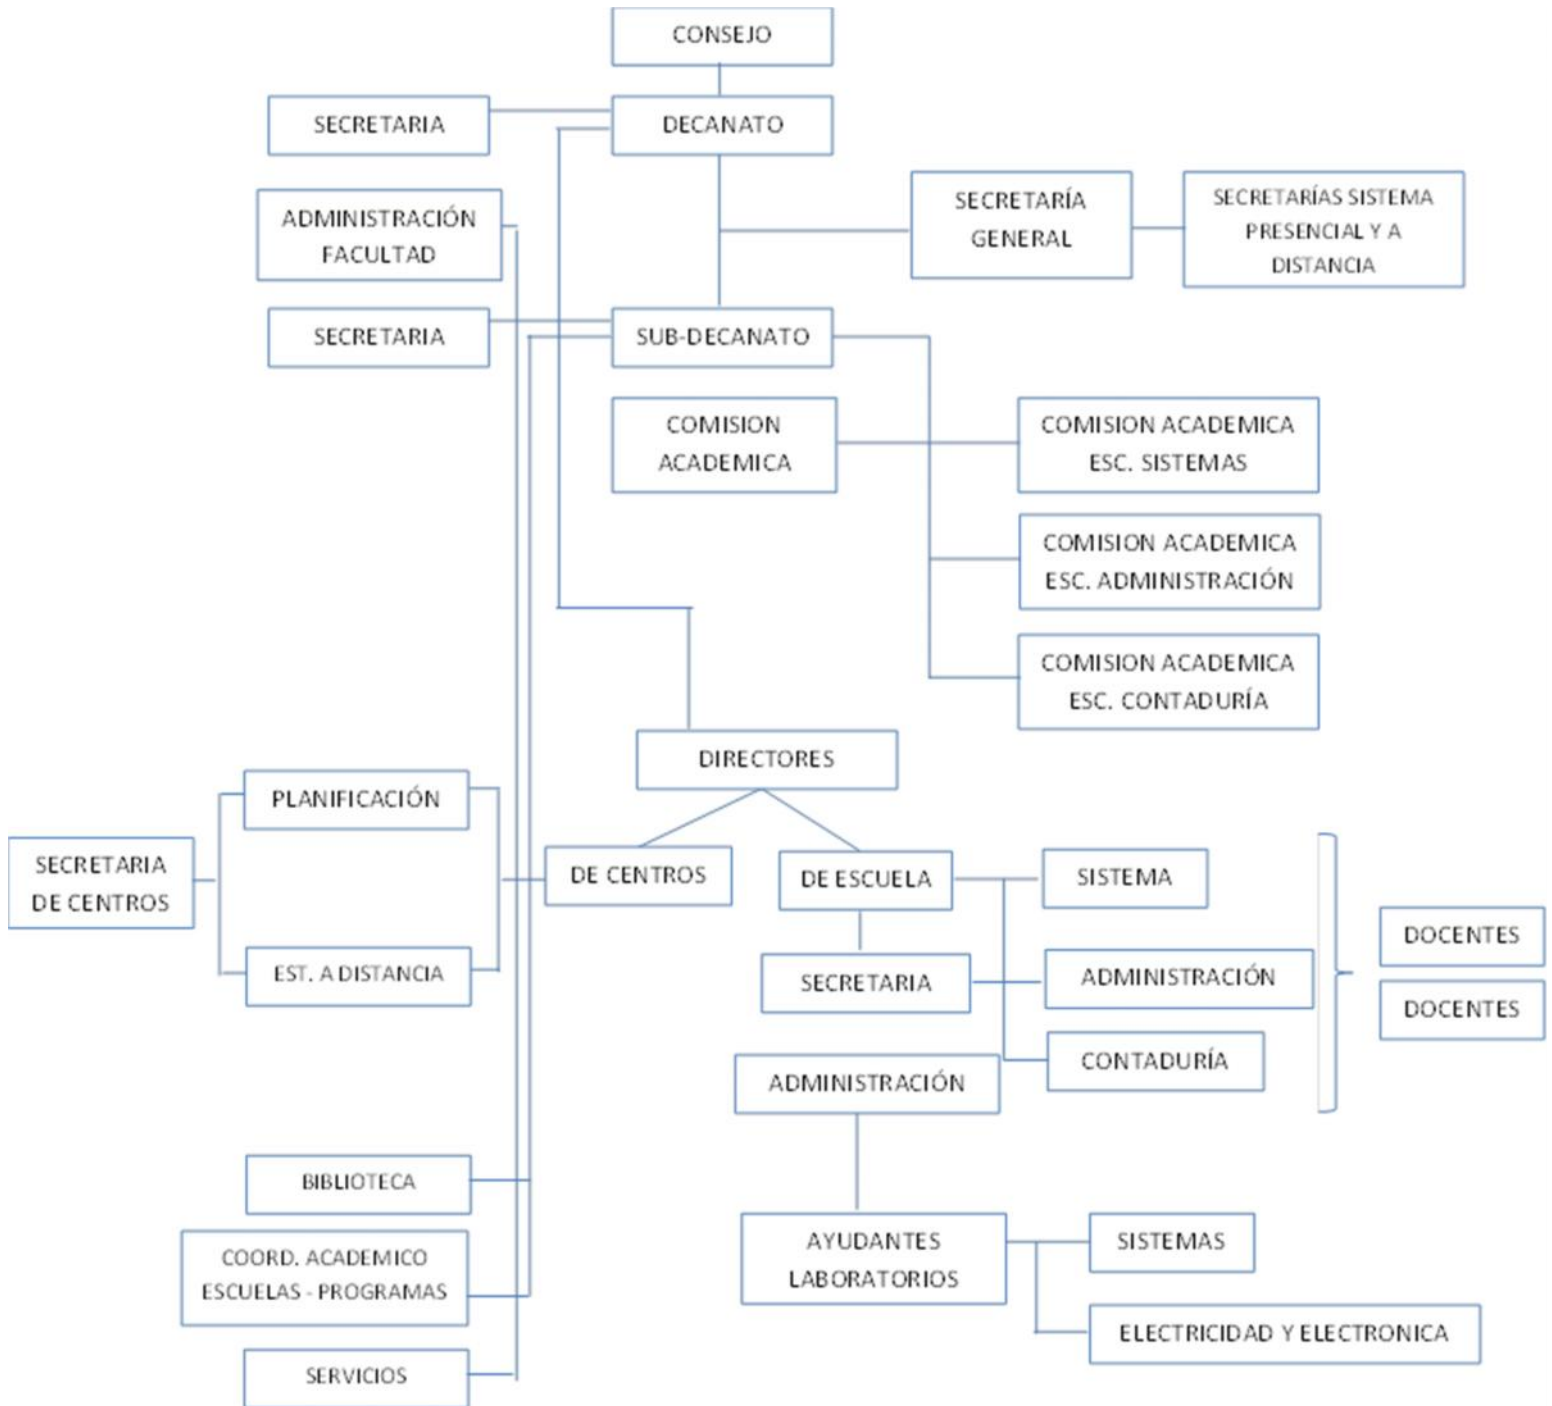 CONSEJO
SECRETARIA
DECANATO
ADMINISTRACIÓN
FACULTAD
SECRETARÍA
GENERAL
SECRETARÍAS SISTEMA
PRESENCIAL Y A
DISTANCIA
SECRETARIA
SUB-DECANATO
COMISION
ACADEMICA
COMISION ACADEMICA
ESC. SISTEMAS
COMISION ACADEMICA
ESC. ADMINISTRACIÓN
COMISION ACADEMICA
ESC. CONTADURÍA
DIRECTORES
PLANIFICACIÓN
SECRETARIA
DE CENTROS
DE CENTROS
DE ESCUELA
SISTEMA
DOCENTES
EST. A DISTANCIA
SECRETARIA
ADMINISTRACIÓN
DOCENTES
CONTADURÍA
ADMINISTRACIÓN
BIBLIOTECA
COORD. ACADEMICO
ESCUELAS - PROGRAMAS
AYUDANTES
LABORATORIOS
SISTEMAS
ELECTRICIDAD Y ELECTRONICA
SERVICIOS